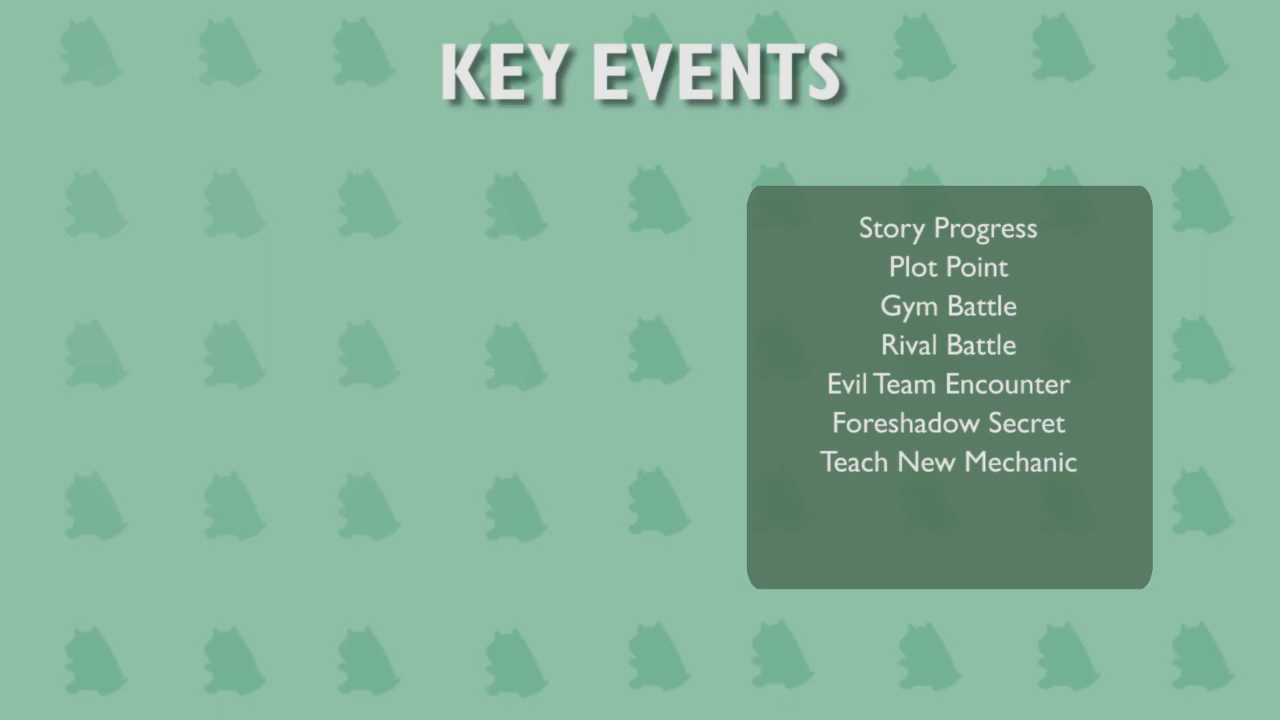 KEY EVENTS
Story Progress
Plot Point
Gym Battle
Rival Battle
Evil Team Encounter
Foreshadow Secret
Teach New Mechanic